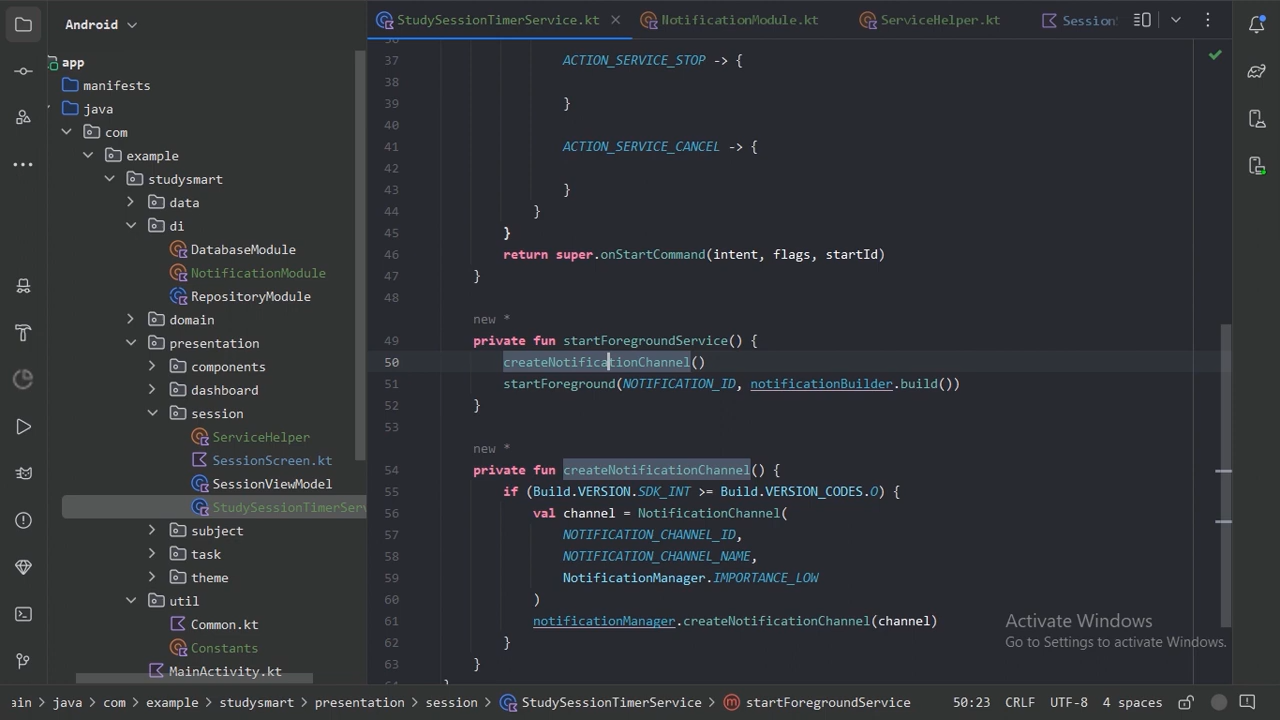 Android
StudySessionTimerService.kt
NotificationModule.kt
ServiceHelper.kt
Session
app
manifests
java
com
example
studysmart
data
di
DatabaseModule
NotificationModule
RepositoryModule
domain
presentation
components
dashboard
session
ServiceHelper
SessionScreen.kt
SessionViewModel
StudySessionTimerServ
subject
task
theme
util
Common.kt
Constants
MainActivity.kt
37 ACTION_SERVICE_STOP -> {
38
39 }
40
41 ACTION_SERVICE_CANCEL -> {
42
43 }
44 }
45 }
46 return super.onStartCommand(intent, flags, startId)
47 }
48
new *
49 private fun startForegroundService() {
50 createNotificationChannel()
51 startForeground(NOTIFICATION_ID, notificationBuilder.build())
52 }
53
new *
54 private fun createNotificationChannel() {
55 if (Build.VERSION.SDK_INT >= Build.VERSION_CODES.O) {
56 val channel = NotificationChannel(
57 NOTIFICATION_CHANNEL_ID,
58 NOTIFICATION_CHANNEL_NAME,
59 NotificationManager.IMPORTANCE_LOW
60 )
61 notificationManager.createNotificationChannel(channel)
62 }
63 }
Activate Windows
Go to Settings to activate Windows.
ain > java > com > example > studysmart > presentation > session > StudySessionTimerService > startForegroundService
50:23 CRLF UTF-8 4 spaces